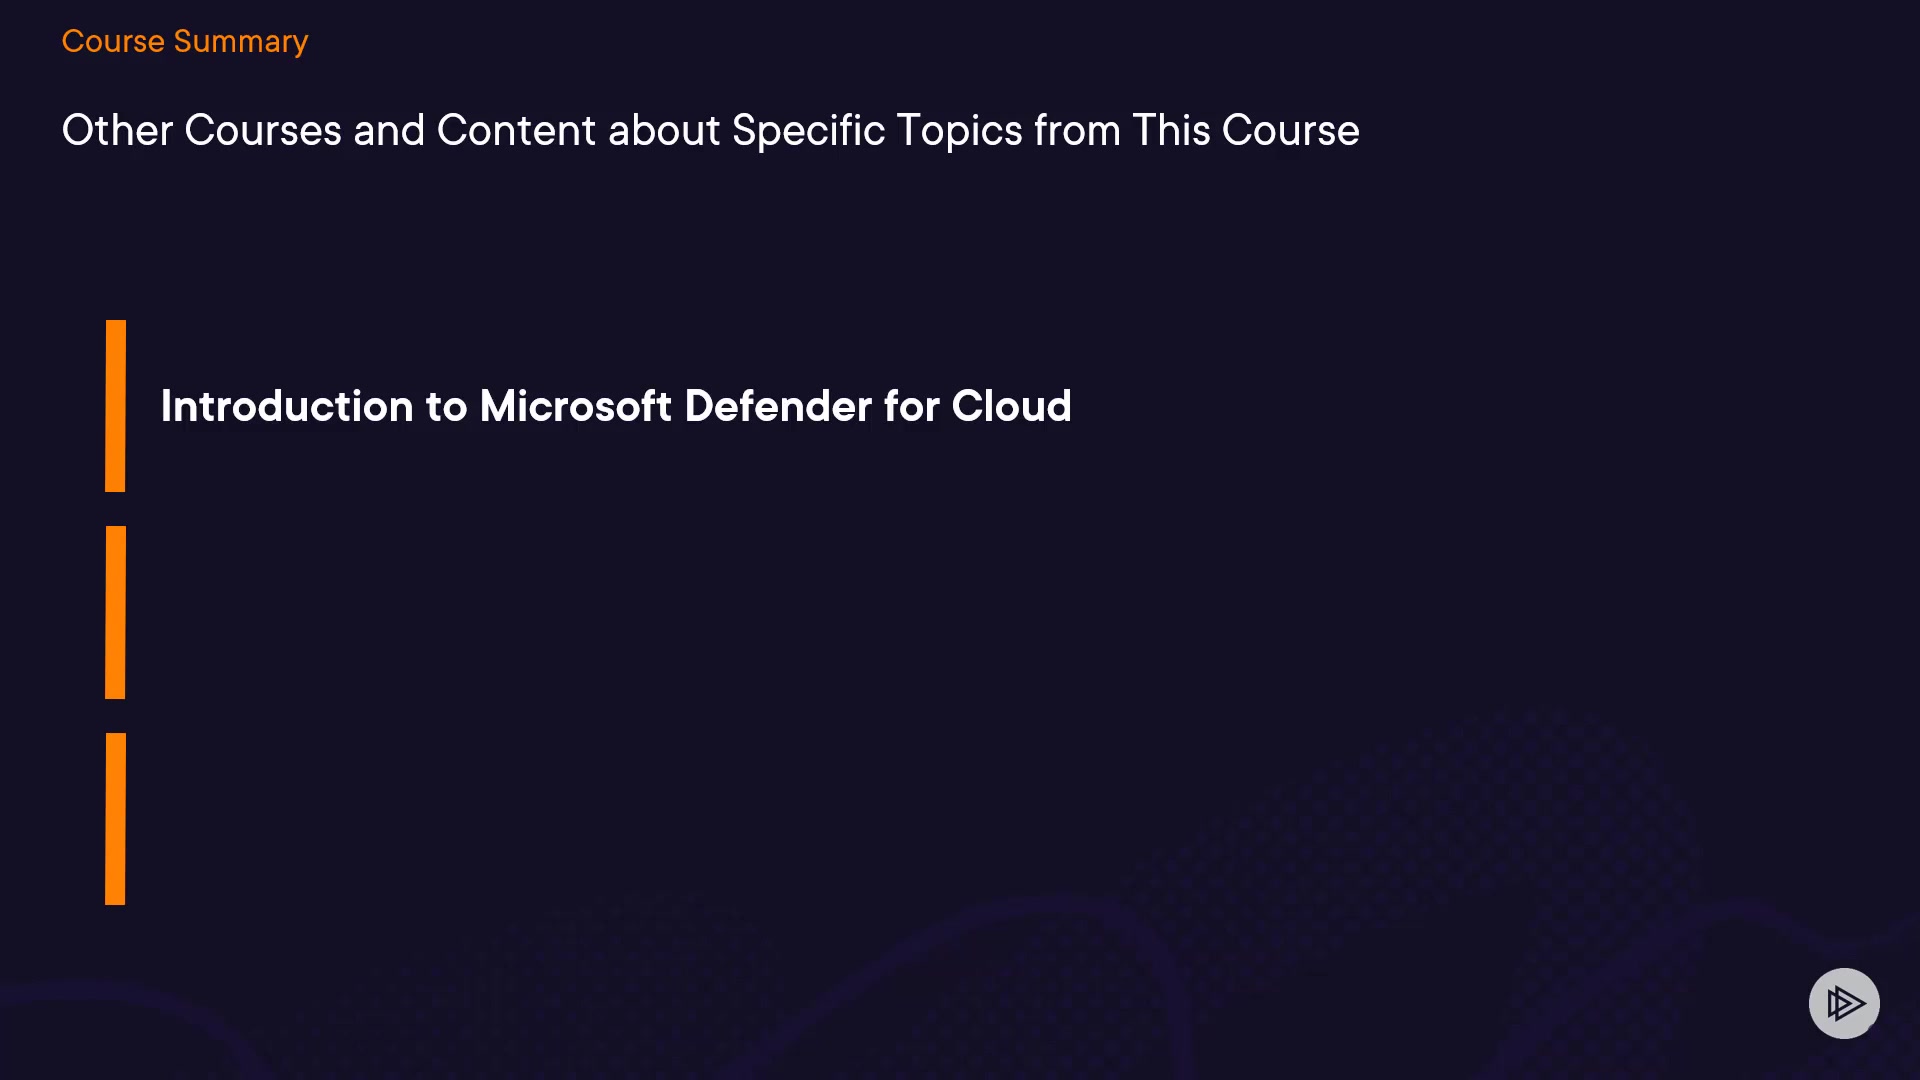 Course Summary
Other Courses and Content about Specific Topics from This Course
Introduction to Microsoft Defender for Cloud